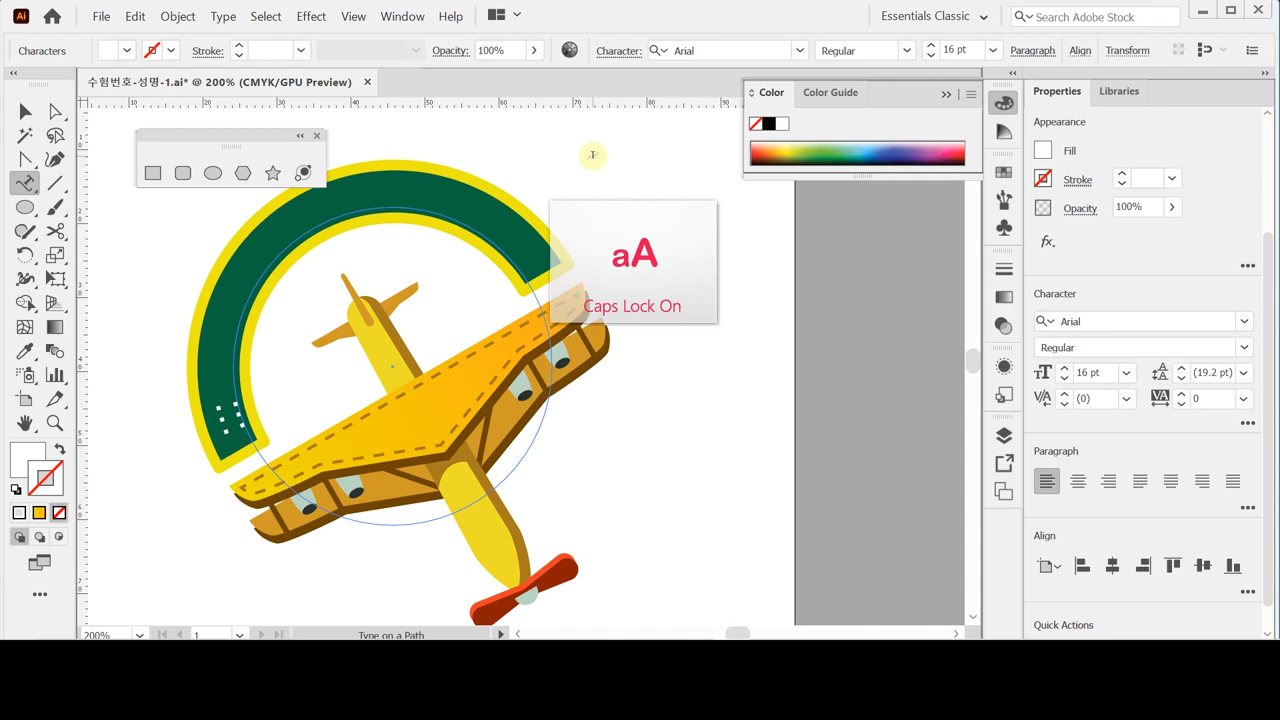 Ai File Edit Object Type Select Effect View Window Help Essentials Classic Search Adobe Stock
Characters Stroke: Opacity: 100% Character: Arial Regular 16 pt Paragraph Align Transform
수험번호-성명-1.ai* @ 200% (CMYK/GPU Preview)
Color Color Guide
Properties Libraries
Appearance
Fill
Stroke
Opacity 100%
fx.
aA
Caps Lock On
Character
Arial
Regular
16 pt (19.2 pt)
(0) 0
Paragraph
Align
Quick Actions
200% 1 Type on a Path